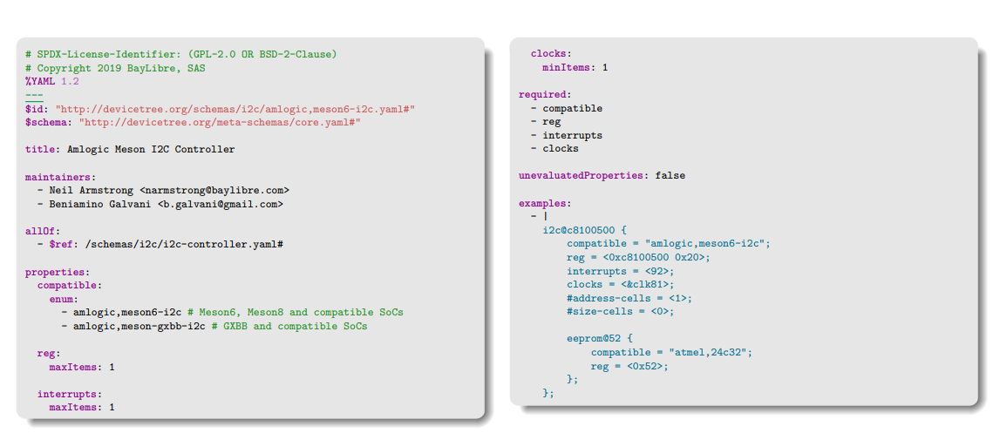 # SPDX-License-Identifier: (GPL-2.0 OR BSD-2-Clause)
# Copyright 2019 BayLibre, SAS
%YAML 1.2
---
$id: "http://devicetree.org/schemas/i2c/amlogic,meson6-i2c.yaml#"
$schema: "http://devicetree.org/meta-schemas/core.yaml#"

title: Amlogic Meson I2C Controller

maintainers:
  - Neil Armstrong <narmstrong@baylibre.com>
  - Beniamino Galvani <b.galvani@gmail.com>

allOf:
  - $ref: /schemas/i2c/i2c-controller.yaml#

properties:
  compatible:
    enum:
      - amlogic,meson6-i2c # Meson6, Meson8 and compatible SoCs
      - amlogic,meson-gxbb-i2c # GXBB and compatible SoCs

  reg:
    maxItems: 1

  interrupts:
    maxItems: 1

  clocks:
    minItems: 1

required:
  - compatible
  - reg
  - interrupts
  - clocks

unevaluatedProperties: false

examples:
  - |
    i2c@c8100500 {
        compatible = "amlogic,meson6-i2c";
        reg = <0xc8100500 0x20>;
        interrupts = <92>;
        clocks = <&clk81>;
        #address-cells = <1>;
        #size-cells = <0>;

        eeprom@52 {
            compatible = "atmel,24c32";
            reg = <0x52>;
        };
    };